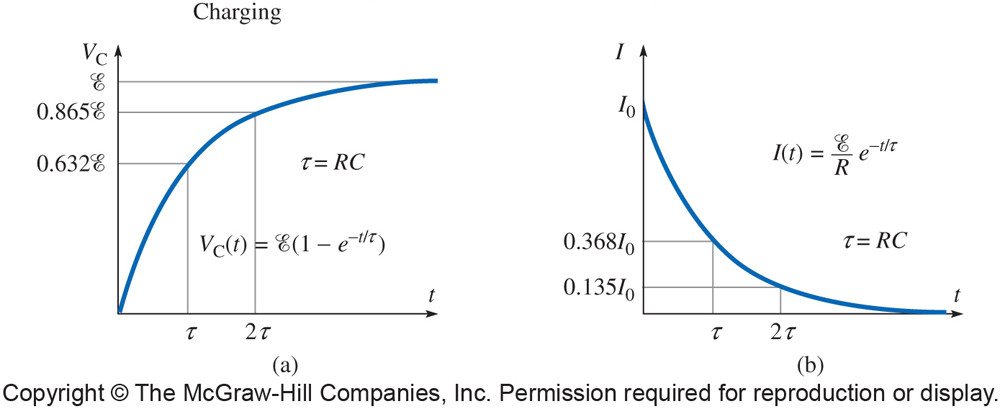 Charging
V_C
ℰ
0.865ℰ
0.632ℰ
τ = RC
V_C(t) = ℰ(1 − e^{−t/τ})
t
τ
2τ
(a)
I
I_0
I(t) = ℰ/R e^{−t/τ}
0.368I_0
τ = RC
0.135I_0
t
τ
2τ
(b)
Copyright © The McGraw-Hill Companies, Inc. Permission required for reproduction or display.